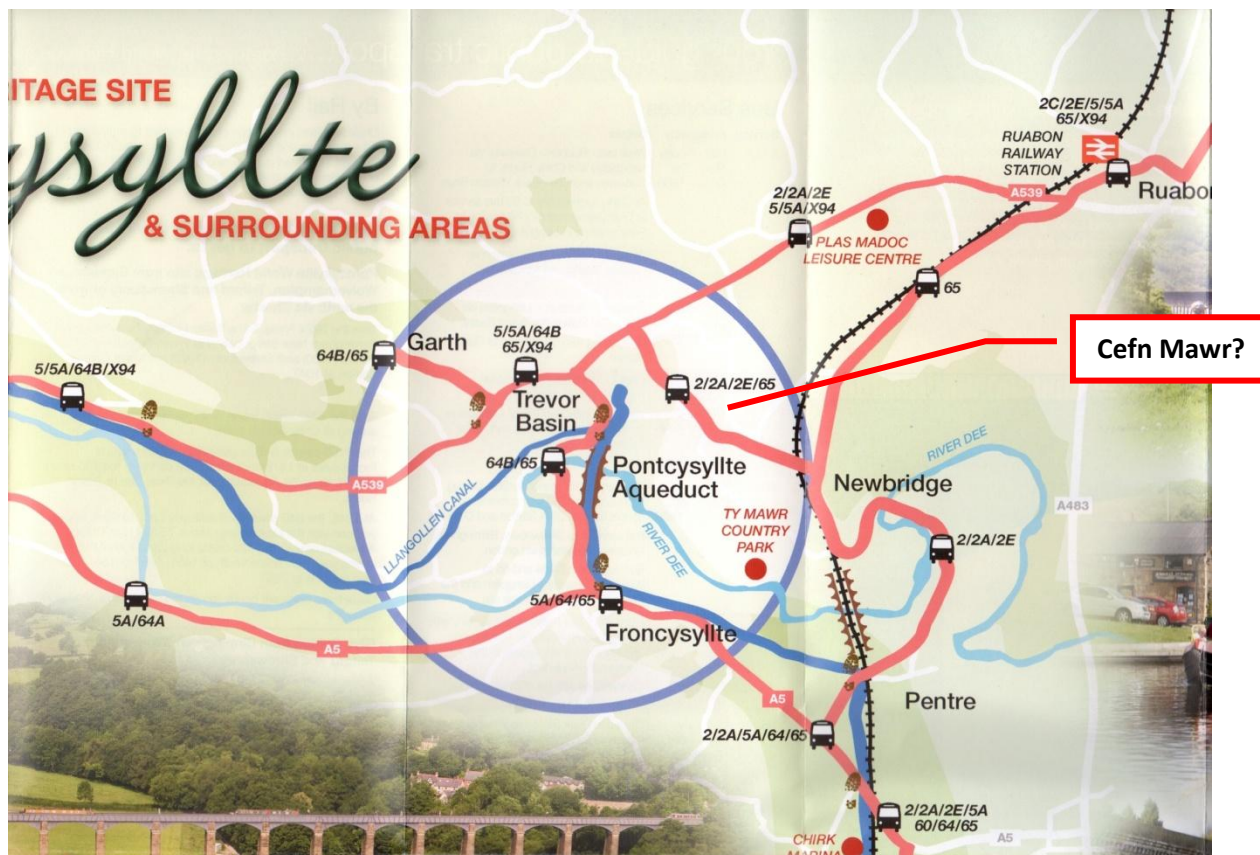 ITAGE SITE
ysyllte
& SURROUNDING AREAS
2C/2E/5/5A
65/X94
RUABON
RAILWAY
STATION
Ruabon
A539
2/2A/2E
5/5A/X94
PLAS MADOC
LEISURE CENTRE
65
Cefn Mawr?
Garth
64B/65
5/5A/64B
65/X94
5/5A/64B/X94
2/2A/2E/65
Trevor
Basin
64B/65
A539
Pontcysyllte
Aqueduct
LLANGOLLEN CANAL
RIVER DEE
TY MAWR
COUNTRY
PARK
Newbridge
RIVER DEE
A483
2/2A/2E
5A/64A
5A/64/65
Froncysyllte
A5
A5
Pentre
2/2A/5A/64/65
2/2A/2E/5A
60/64/65
CHIRK
MARINA
A5